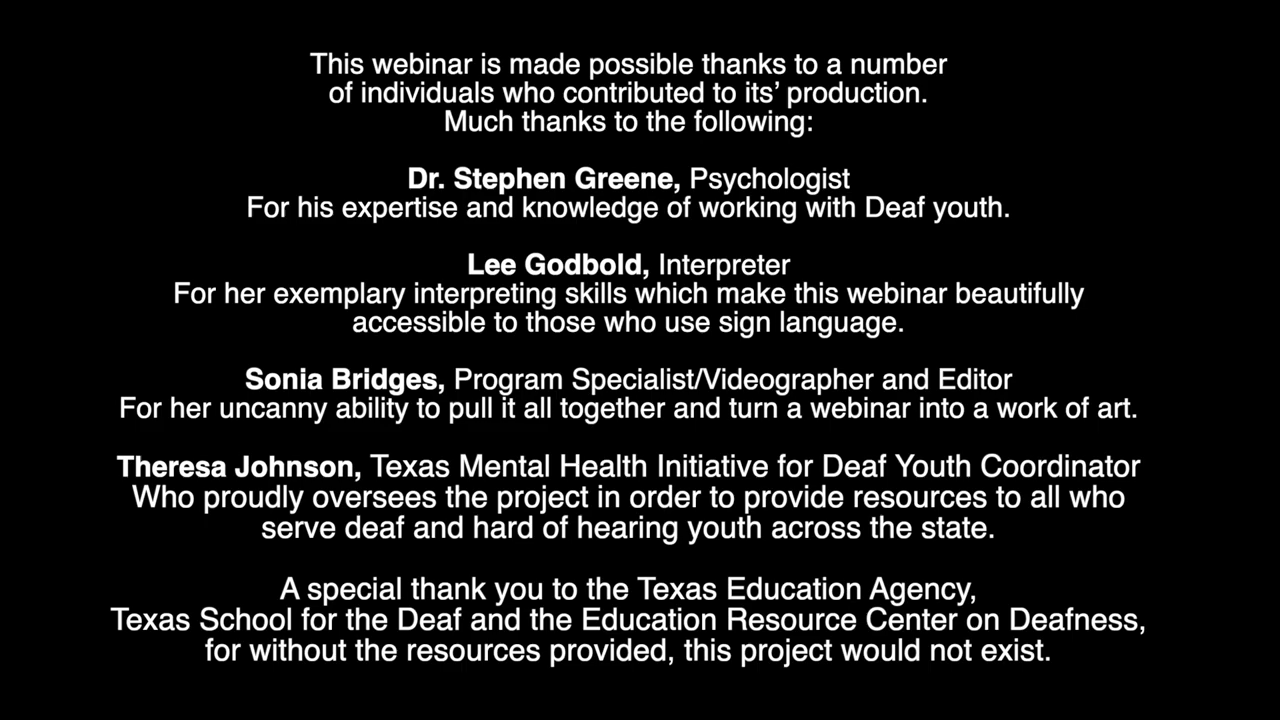 This webinar is made possible thanks to a number
of individuals who contributed to its’ production.
Much thanks to the following:
Dr. Stephen Greene, Psychologist
For his expertise and knowledge of working with Deaf youth.
Lee Godbold, Interpreter
For her exemplary interpreting skills which make this webinar beautifully
accessible to those who use sign language.
Sonia Bridges, Program Specialist/Videographer and Editor
For her uncanny ability to pull it all together and turn a webinar into a work of art.
Theresa Johnson, Texas Mental Health Initiative for Deaf Youth Coordinator
Who proudly oversees the project in order to provide resources to all who
serve deaf and hard of hearing youth across the state.
A special thank you to the Texas Education Agency,
Texas School for the Deaf and the Education Resource Center on Deafness,
for without the resources provided, this project would not exist.